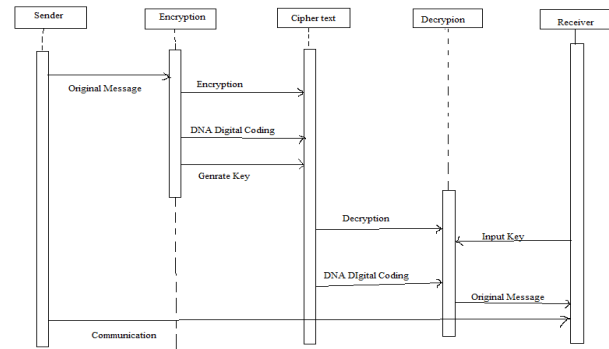 Sender
Encryption
Cipher text
Decrypion
Receiver
Original Message
Encryption
DNA Digital Coding
Genrate Key
Decryption
Input Key
DNA DIgital Coding
Original Message
Communication